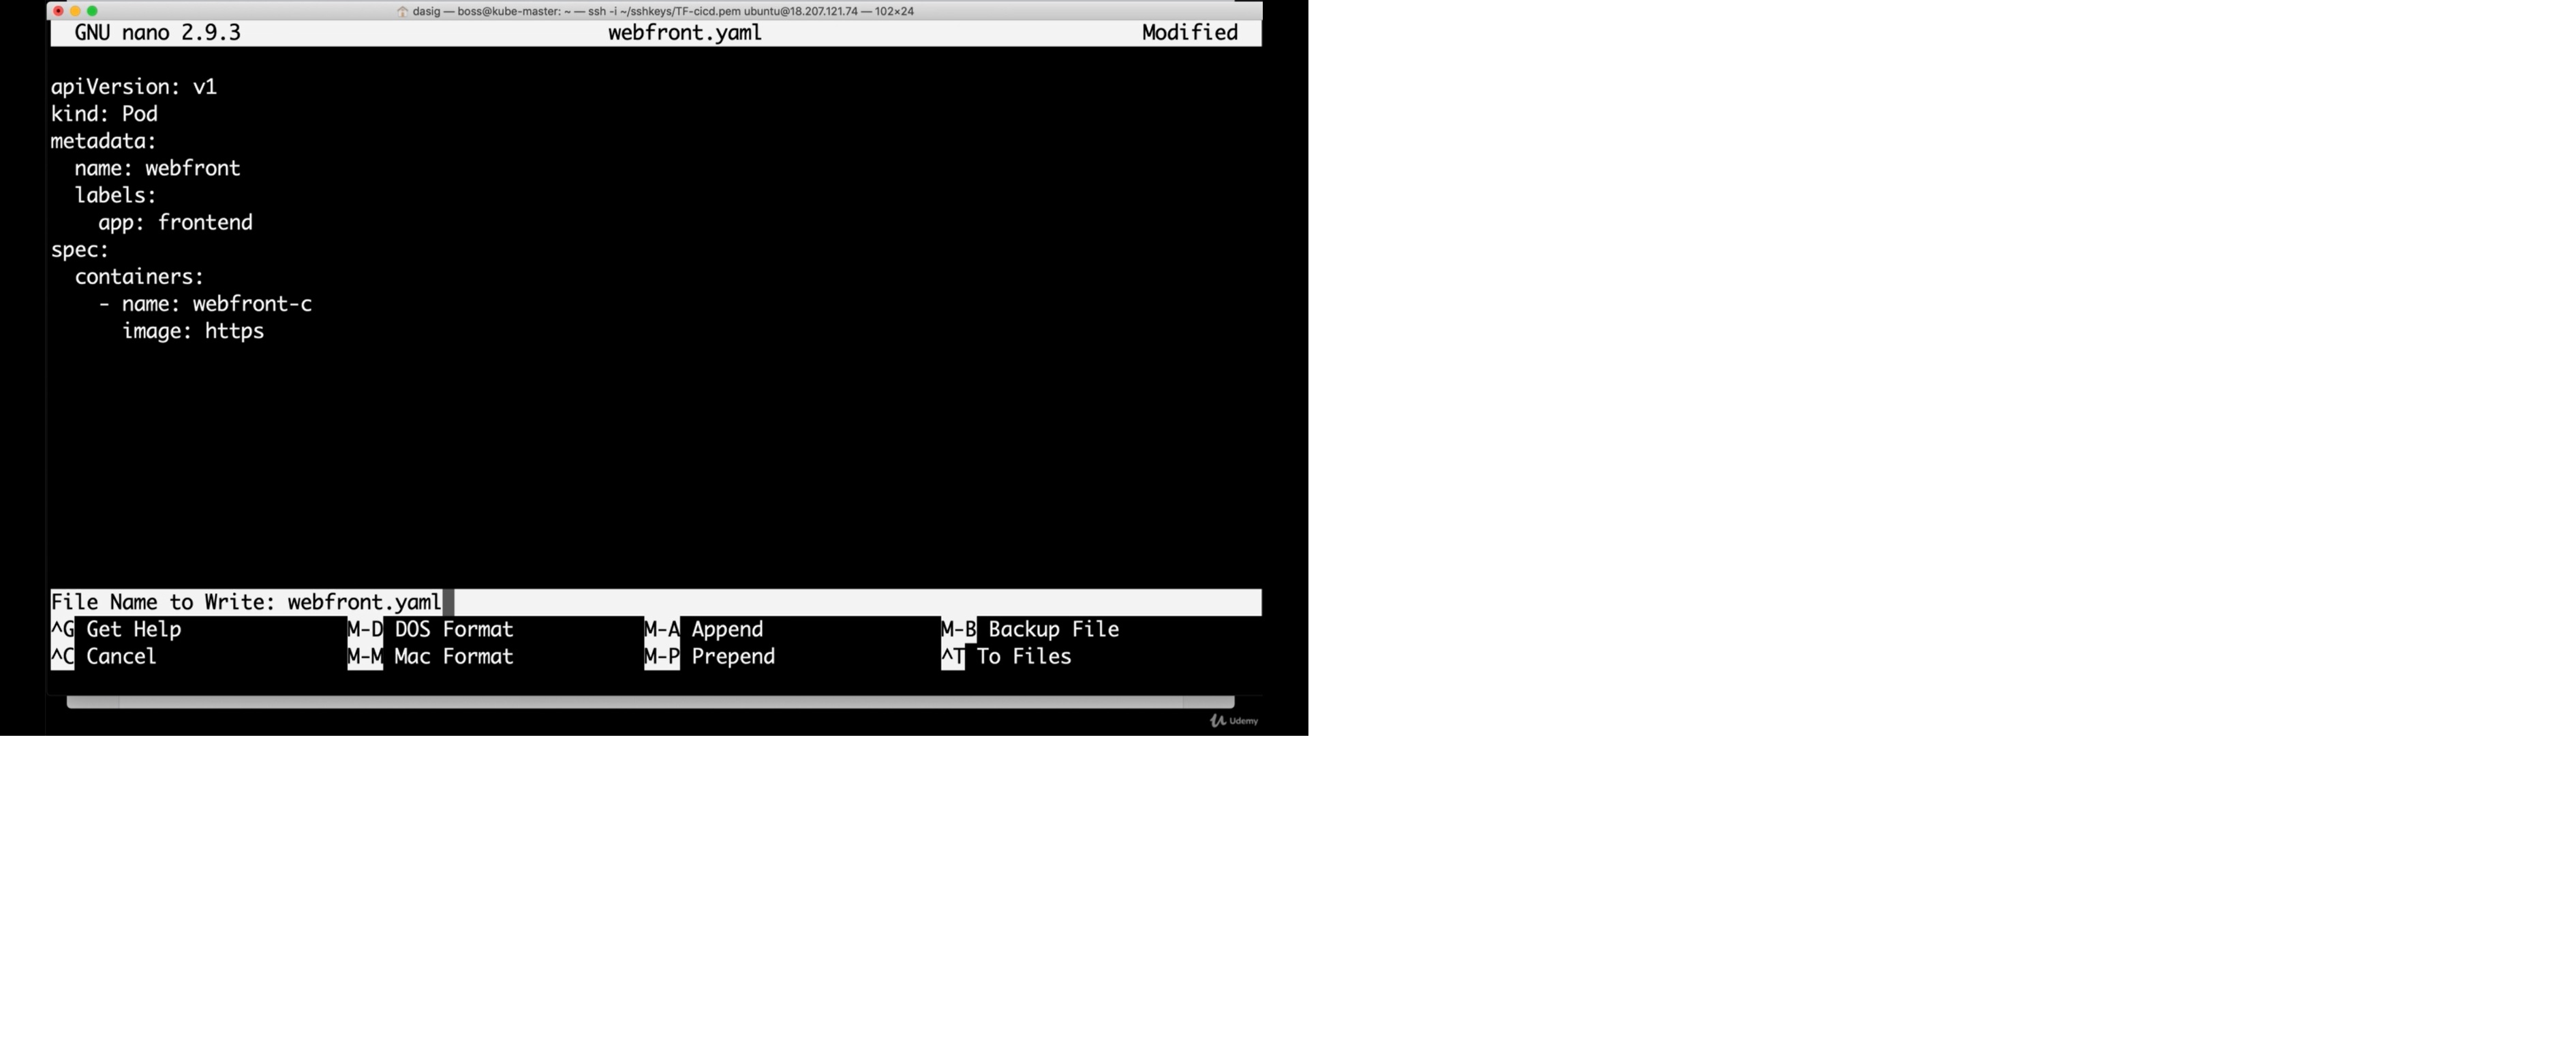 dasig — boss@kube-master: ~ — ssh -i ~/sshkeys/TF-cicd.pem ubuntu@18.207.121.74 — 102×24
GNU nano 2.9.3 webfront.yaml Modified
apiVersion: v1
kind: Pod
metadata:
  name: webfront
  labels:
    app: frontend
spec:
  containers:
    - name: webfront-c
      image: https
File Name to Write: webfront.yaml
^G Get Help M-D DOS Format M-A Append M-B Backup File
^C Cancel M-M Mac Format M-P Prepend ^T To Files
Udemy